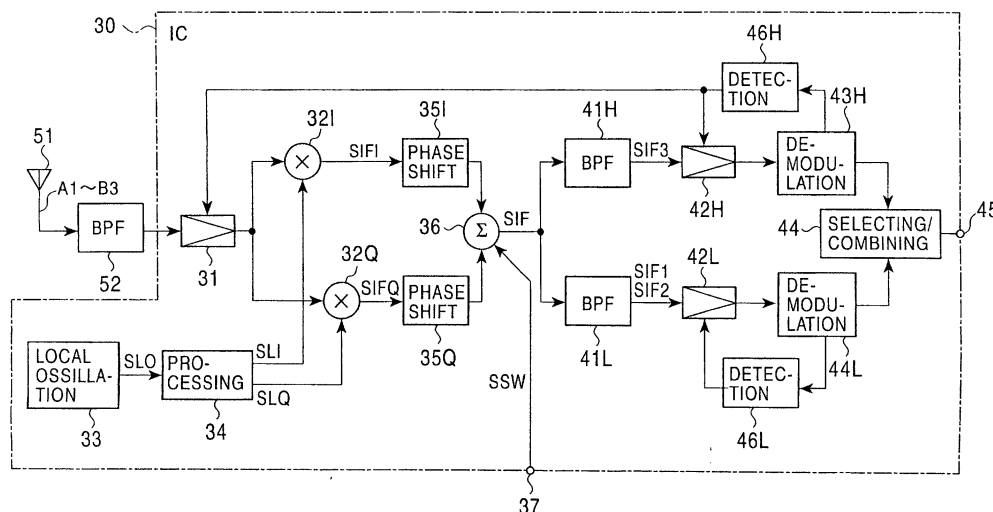 30
IC
46H
DETEC-
TION
43H
51
32I
35I
41H
A1~B3
SIFI
PHASE
SHIFT
BPF
SIF3
DE-
MODU-
LATION
42H
36
Σ
SIF
44
SELECTING/
COMBINING
45
BPF
52
31
32Q
SIFQ
PHASE
SHIFT
35Q
BPF
41L
SIF1
SIF2
42L
DE-
MODU-
LATION
44L
LOCAL
OSSILLA-
TION
SLO
PRO-
CESSING
SLI
SLQ
33
34
SSW
DETEC-
TION
46L
37